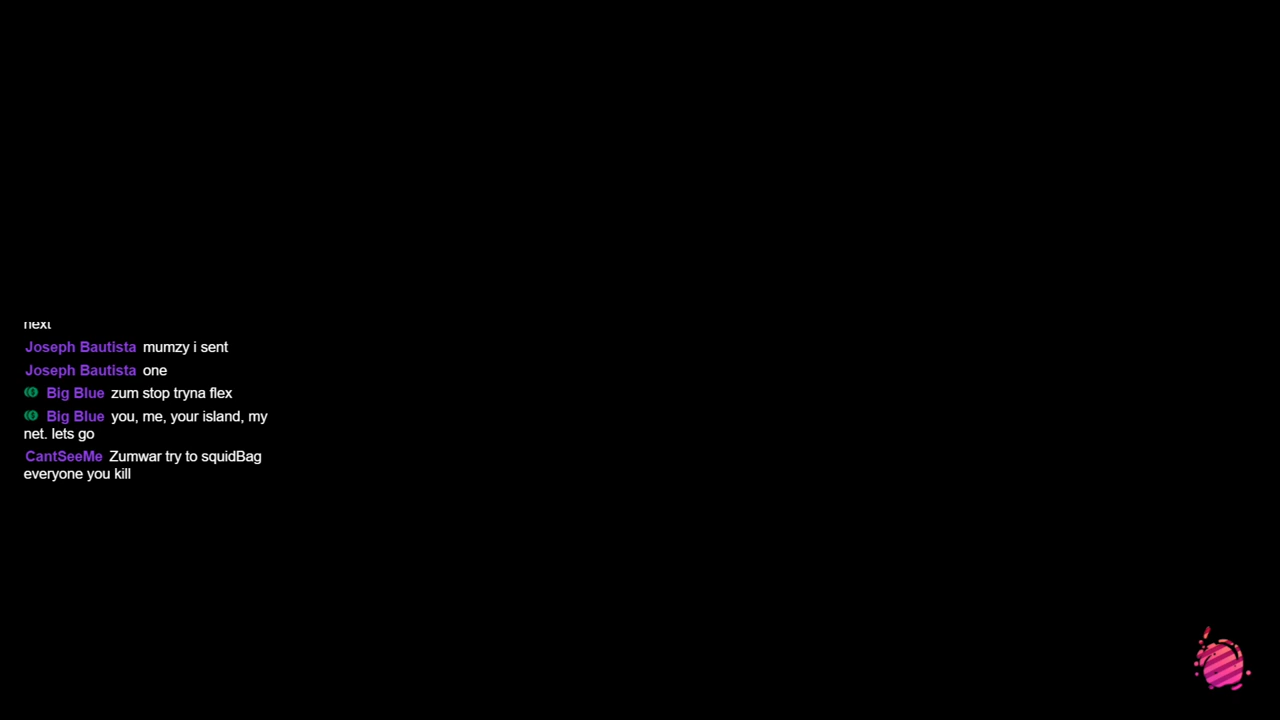 next
Joseph Bautista mumzy i sent
Joseph Bautista one
Big Blue zum stop tryna flex
Big Blue you, me, your island, my
net. lets go
CantSeeMe Zumwar try to squidBag
everyone you kill